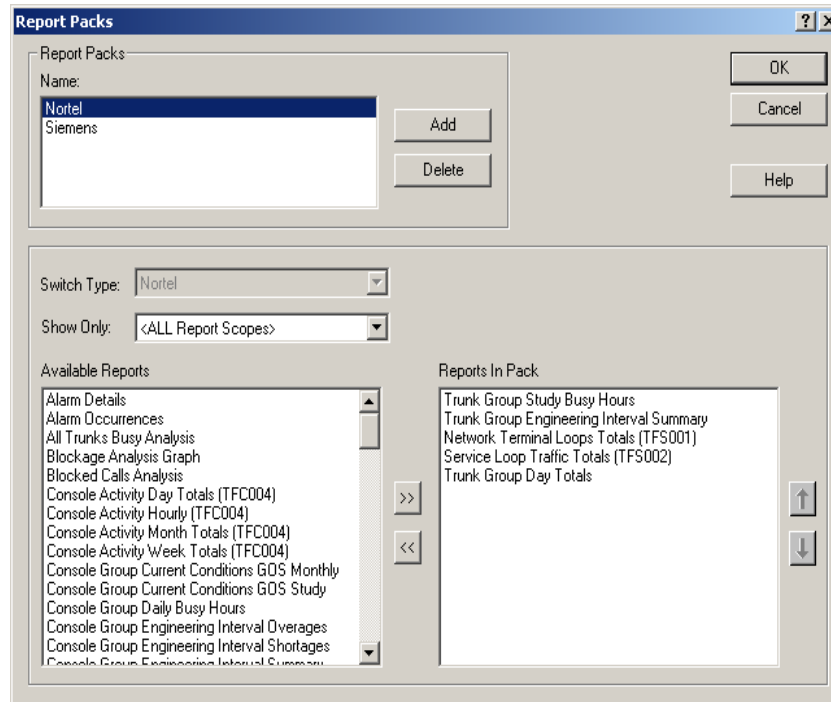 Report Packs
Report Packs
Name:
Nortel
Siemens
Add
Delete
OK
Cancel
Help
Switch Type: Nortel
Show Only: <ALL Report Scopes>
Available Reports
Alarm Details
Alarm Occurrences
All Trunks Busy Analysis
Blockage Analysis Graph
Blocked Calls Analysis
Console Activity Day Totals (TFC004)
Console Activity Hourly (TFC004)
Console Activity Month Totals (TFC004)
Console Activity Week Totals (TFC004)
Console Group Current Conditions GOS Monthly
Console Group Current Conditions GOS Study
Console Group Daily Busy Hours
Console Group Engineering Interval Overages
Console Group Engineering Interval Shortages
Console Group Engineering Interval Summary
>>
<<
Reports In Pack
Trunk Group Study Busy Hours
Trunk Group Engineering Interval Summary
Network Terminal Loops Totals (TFS001)
Service Loop Traffic Totals (TFS002)
Trunk Group Day Totals